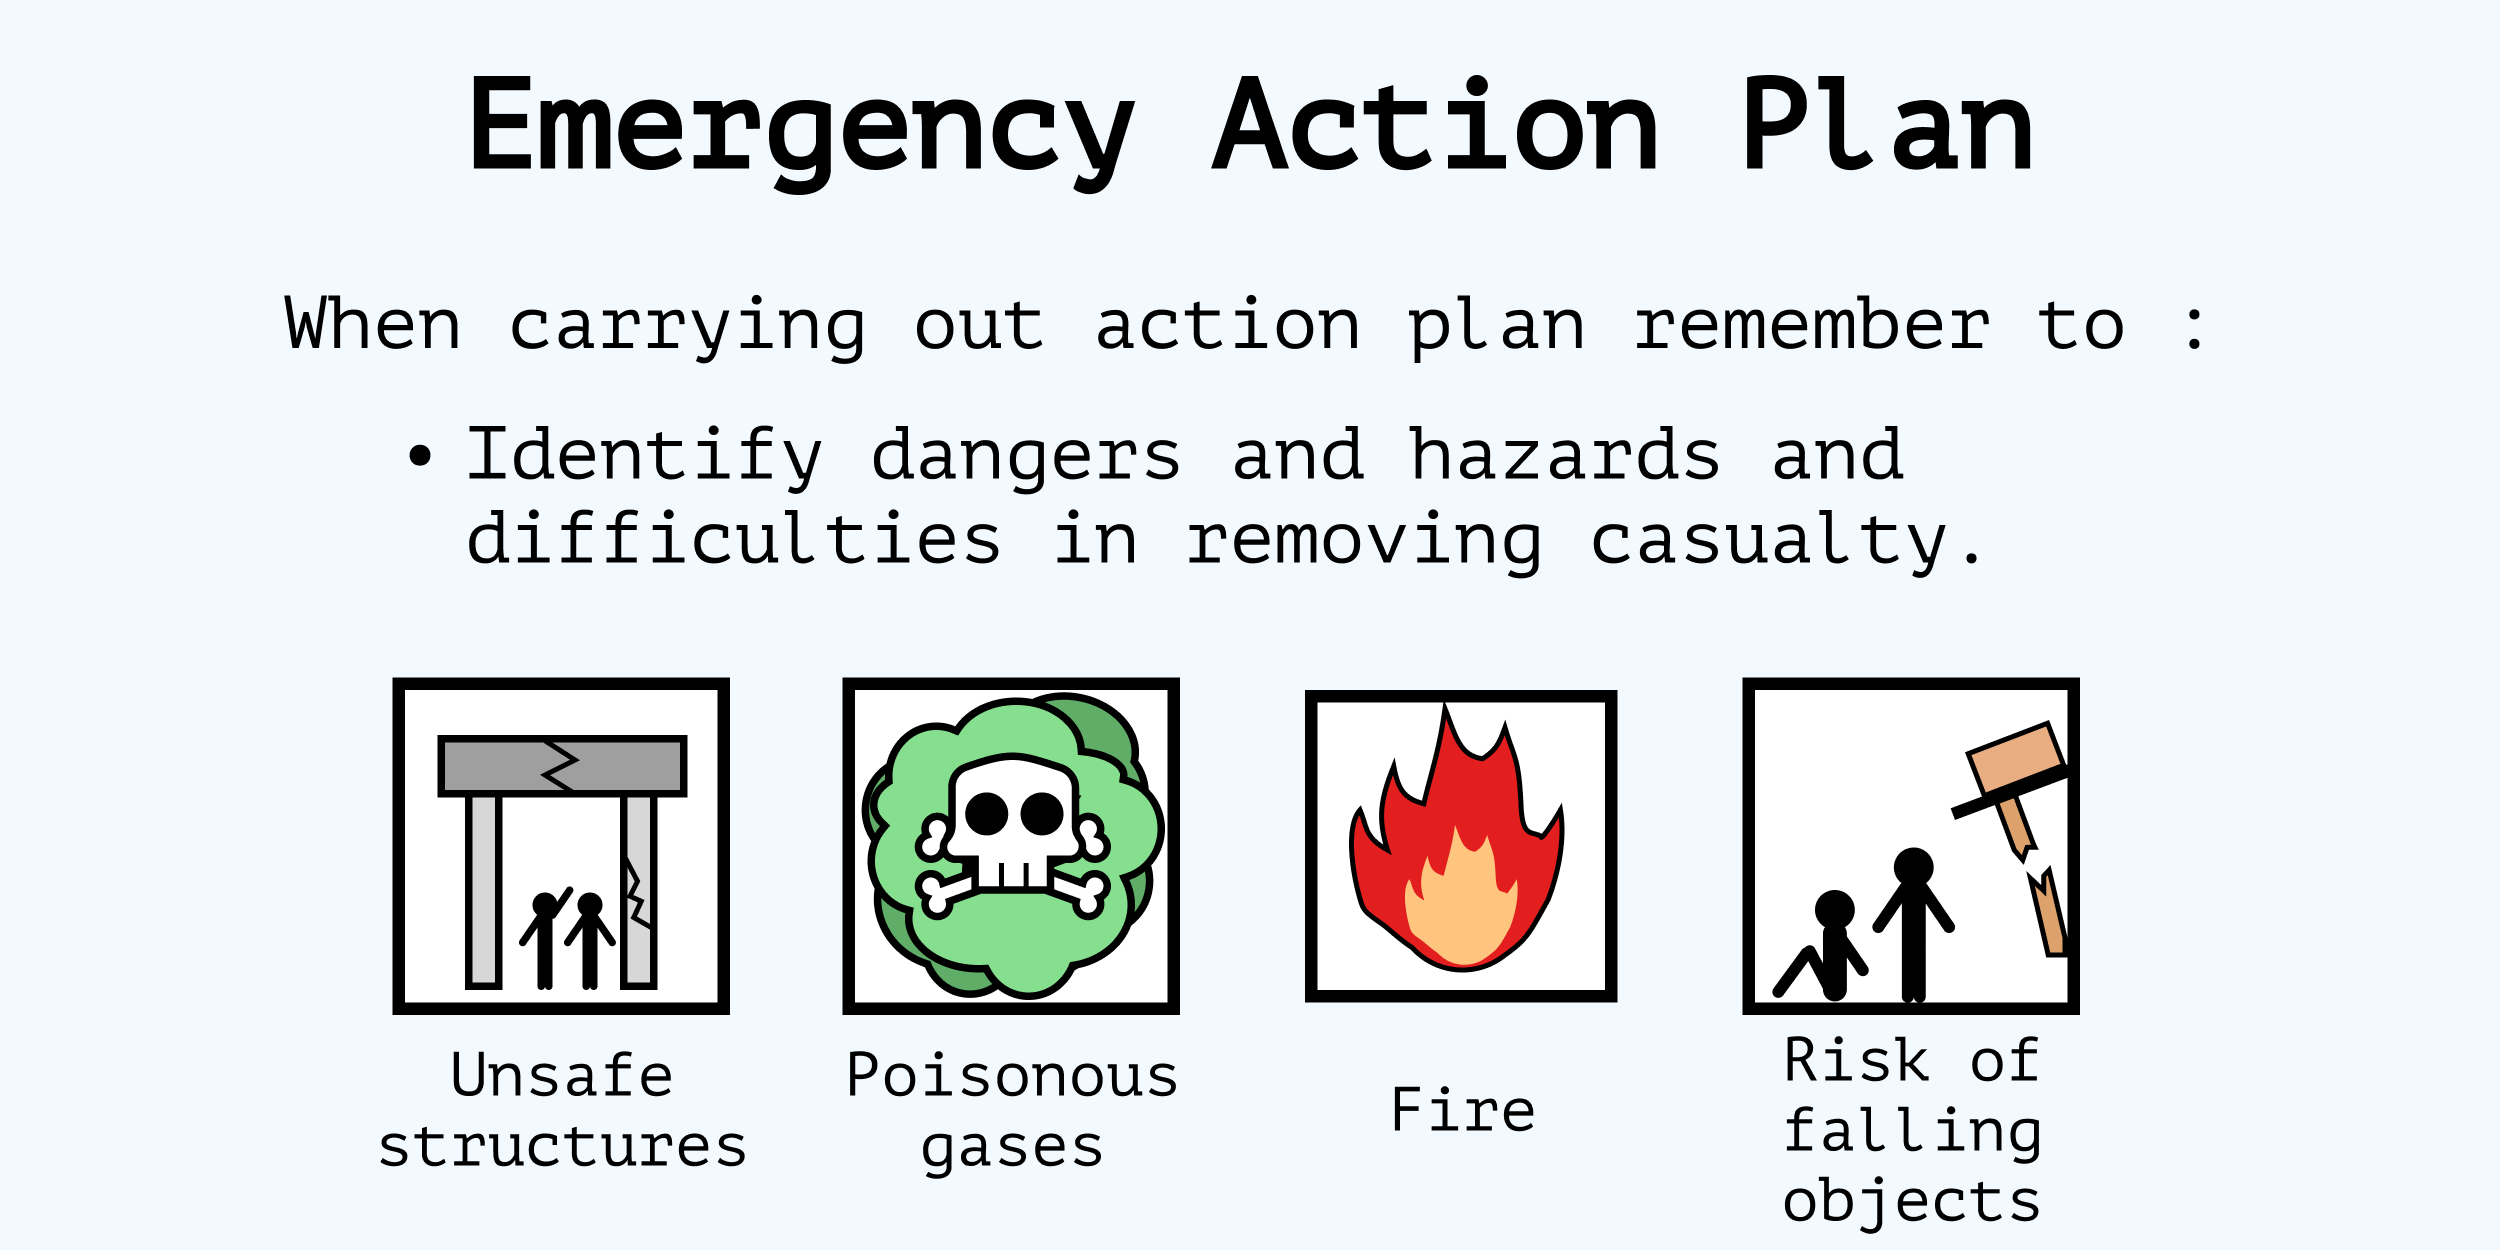 Emergency Action Plan
When carrying out action plan remember to:
• Identify dangers and hazards and
difficulties in removing casualty.
Unsafe
structures
Poisonous
gasses
Fire
Risk of
falling
objects